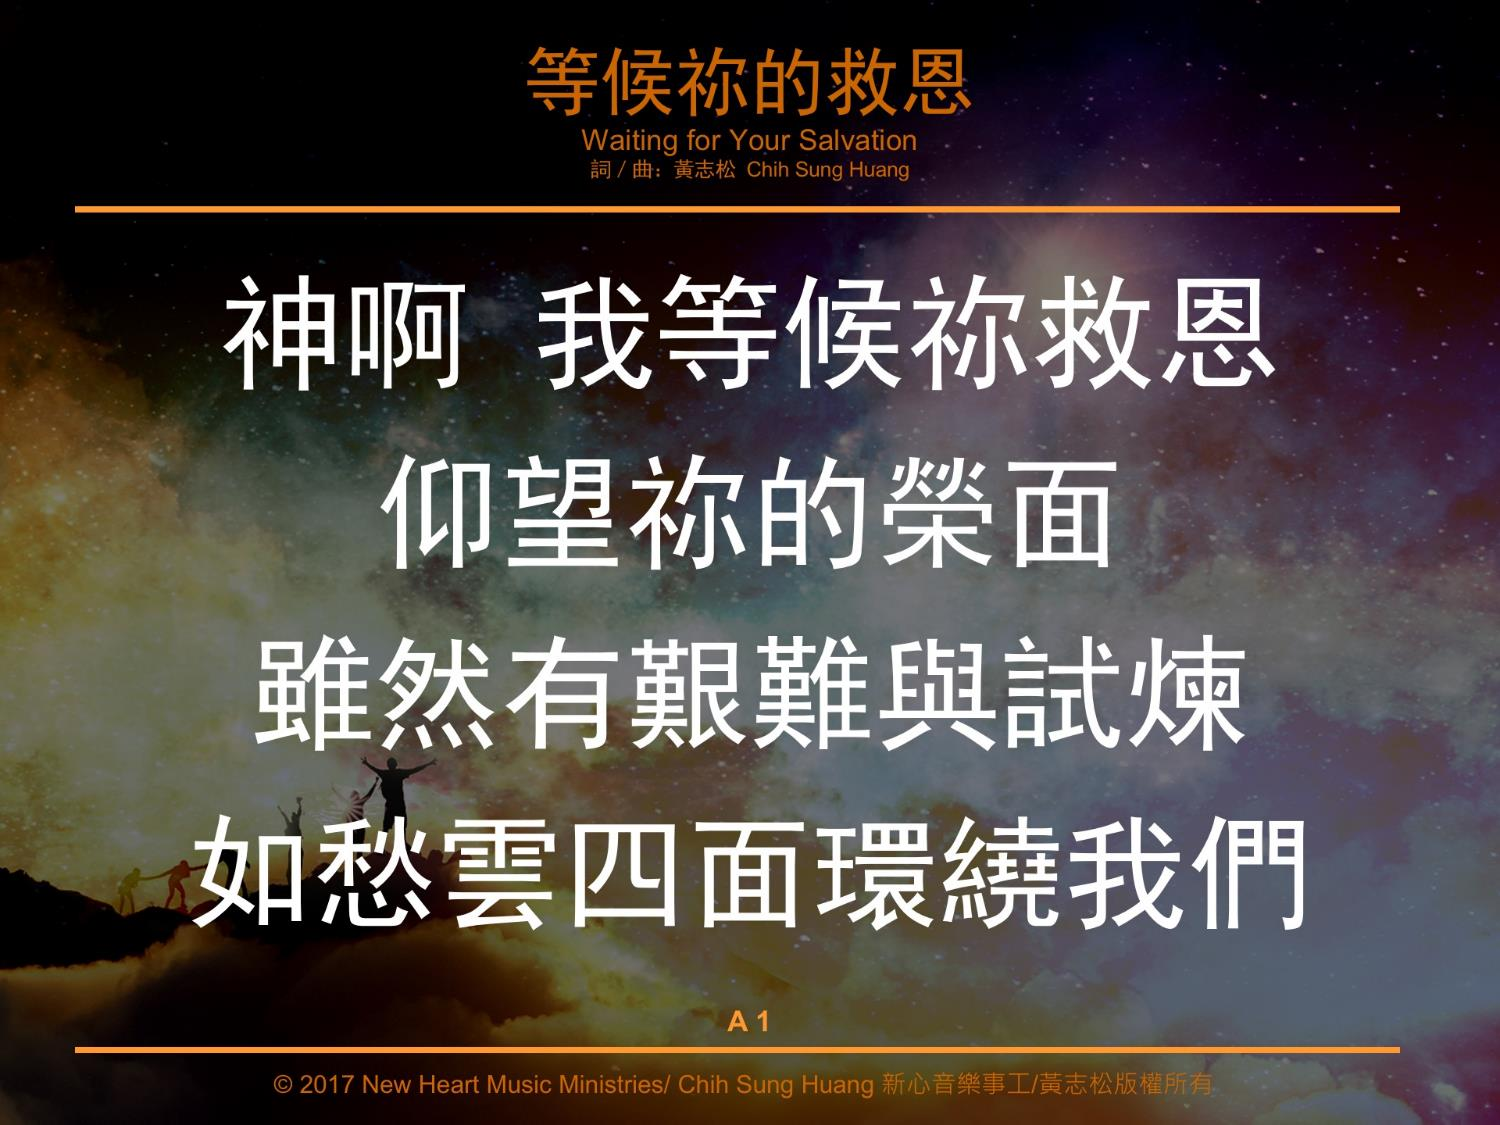 等候祢的救恩
Waiting for Your Salvation
詞 / 曲：黃志松 Chih Sung Huang
神啊 我等候祢救恩
仰望祢的榮面
雖然有艱難與試煉
如愁雲四面環繞我們
A 1
© 2017 New Heart Music Ministries/ Chih Sung Huang 新心音樂事工/黃志松版權所有